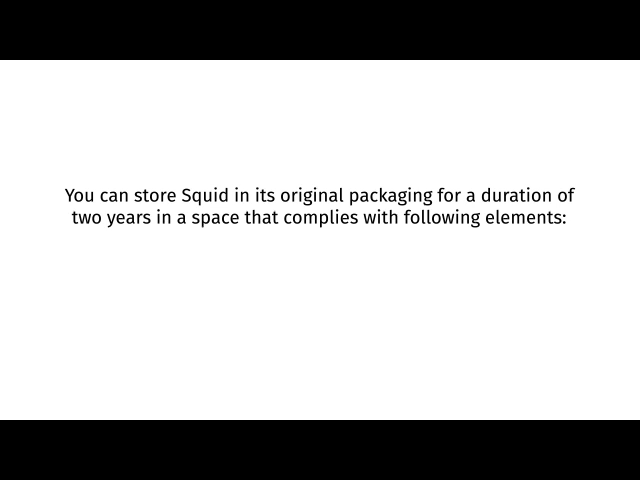 You can store Squid in its original packaging for a duration of
two years in a space that complies with following elements: